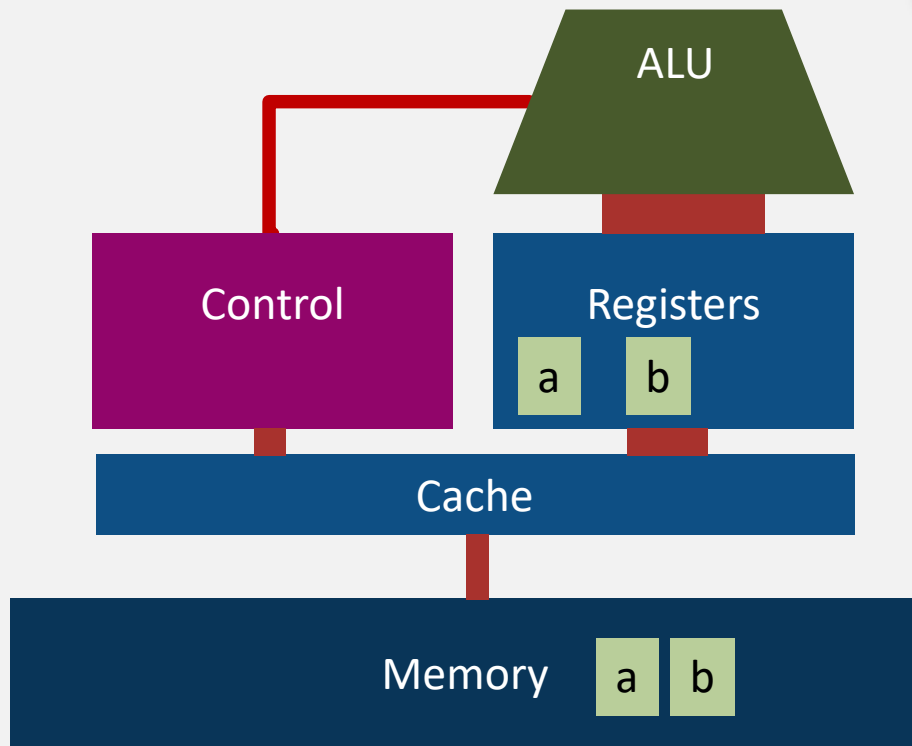 ALU
Control
Registers
a b
Cache
Memory a b